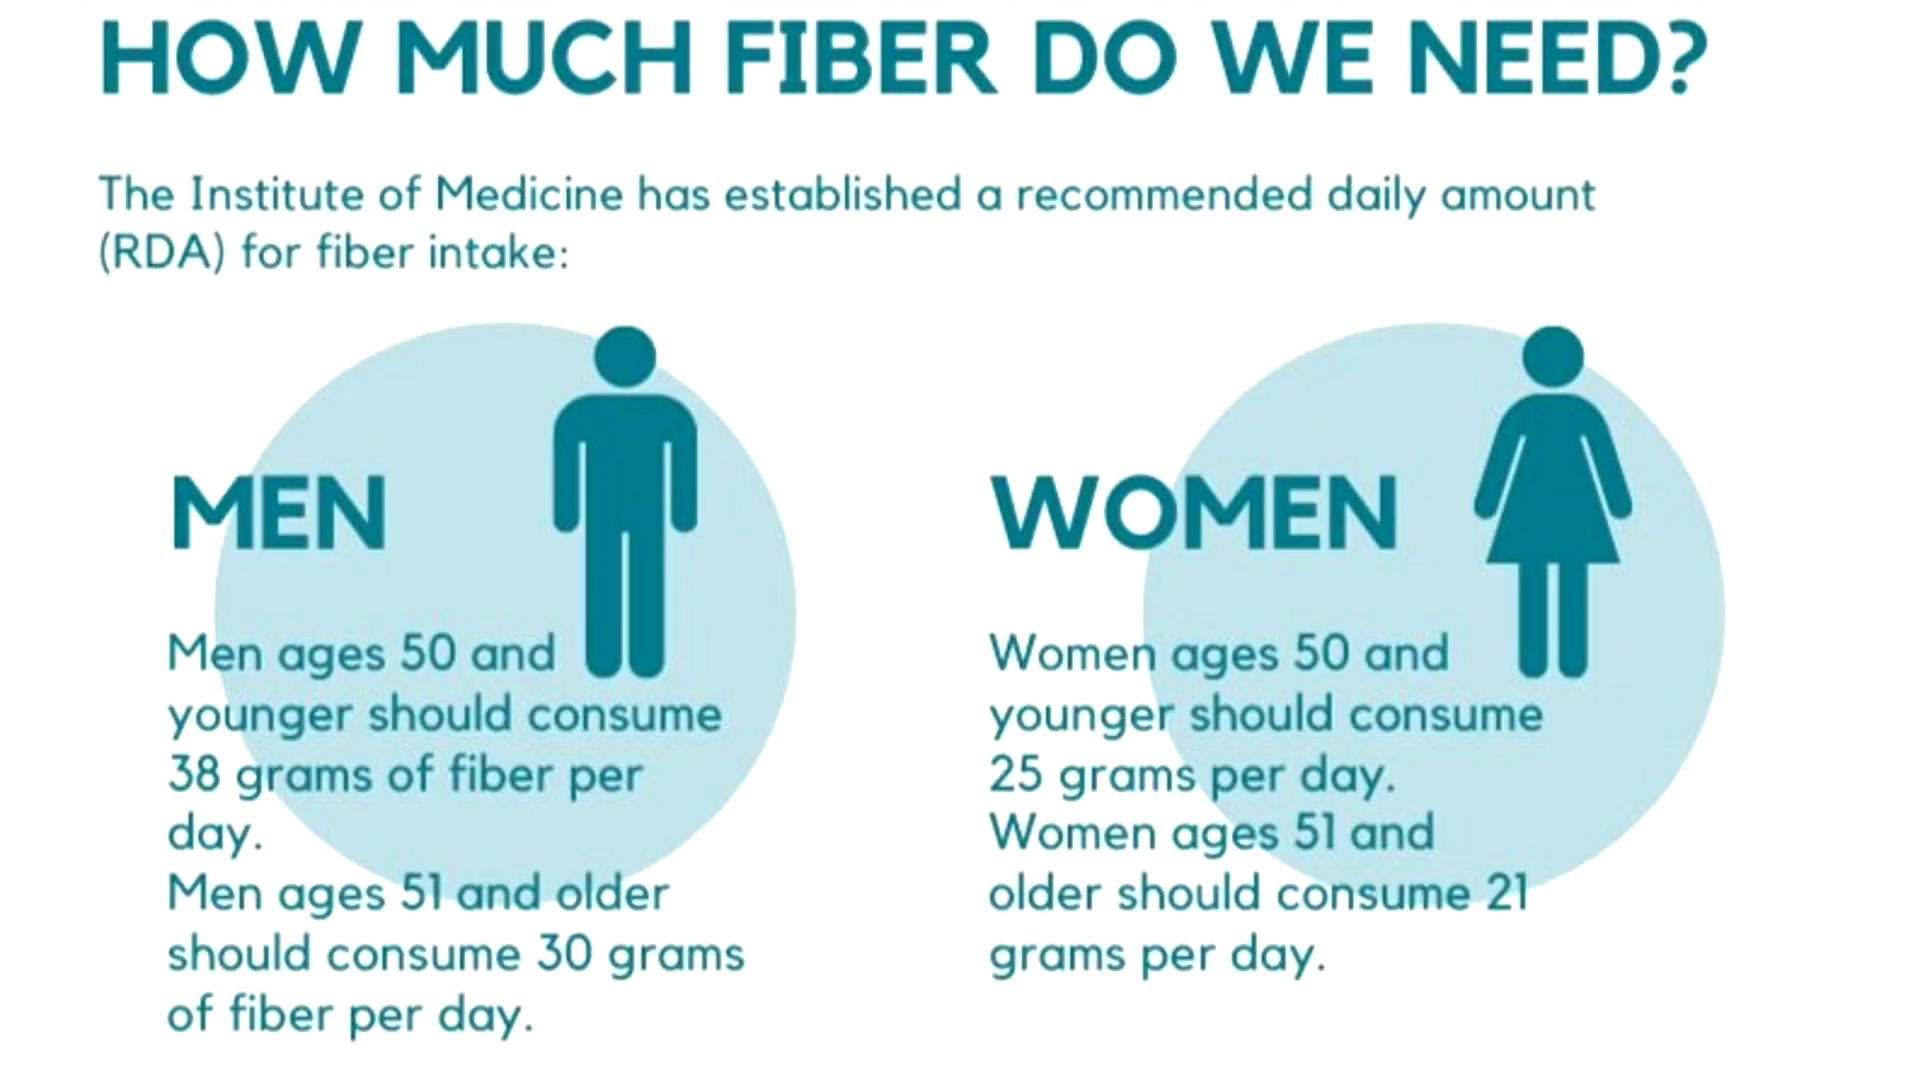 HOW MUCH FIBER DO WE NEED?
The Institute of Medicine has established a recommended daily amount
(RDA) for fiber intake:
MEN
Men ages 50 and
younger should consume
38 grams of fiber per
day.
Men ages 51 and older
should consume 30 grams
of fiber per day.
WOMEN
Women ages 50 and
younger should consume
25 grams per day.
Women ages 51 and
older should consume 21
grams per day.